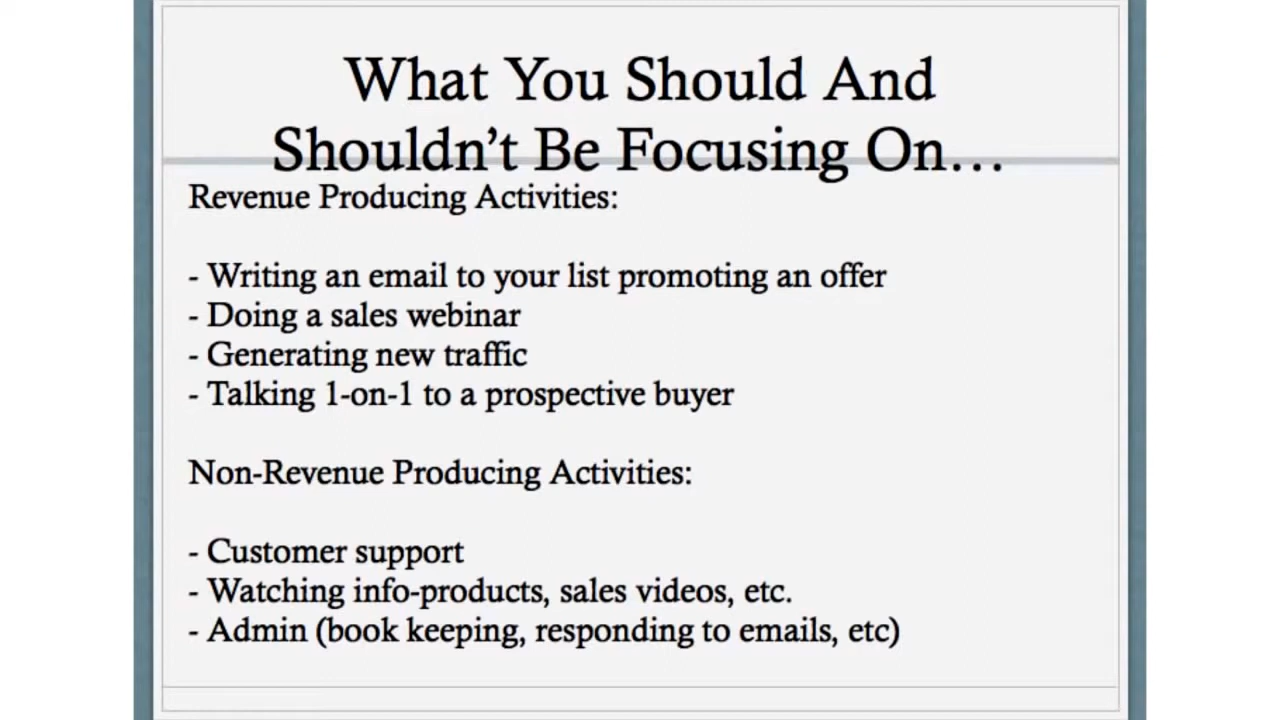 What You Should And
Shouldn’t Be Focusing On…
Revenue Producing Activities:
- Writing an email to your list promoting an offer
- Doing a sales webinar
- Generating new traffic
- Talking 1-on-1 to a prospective buyer
Non-Revenue Producing Activities:
- Customer support
- Watching info-products, sales videos, etc.
- Admin (book keeping, responding to emails, etc)